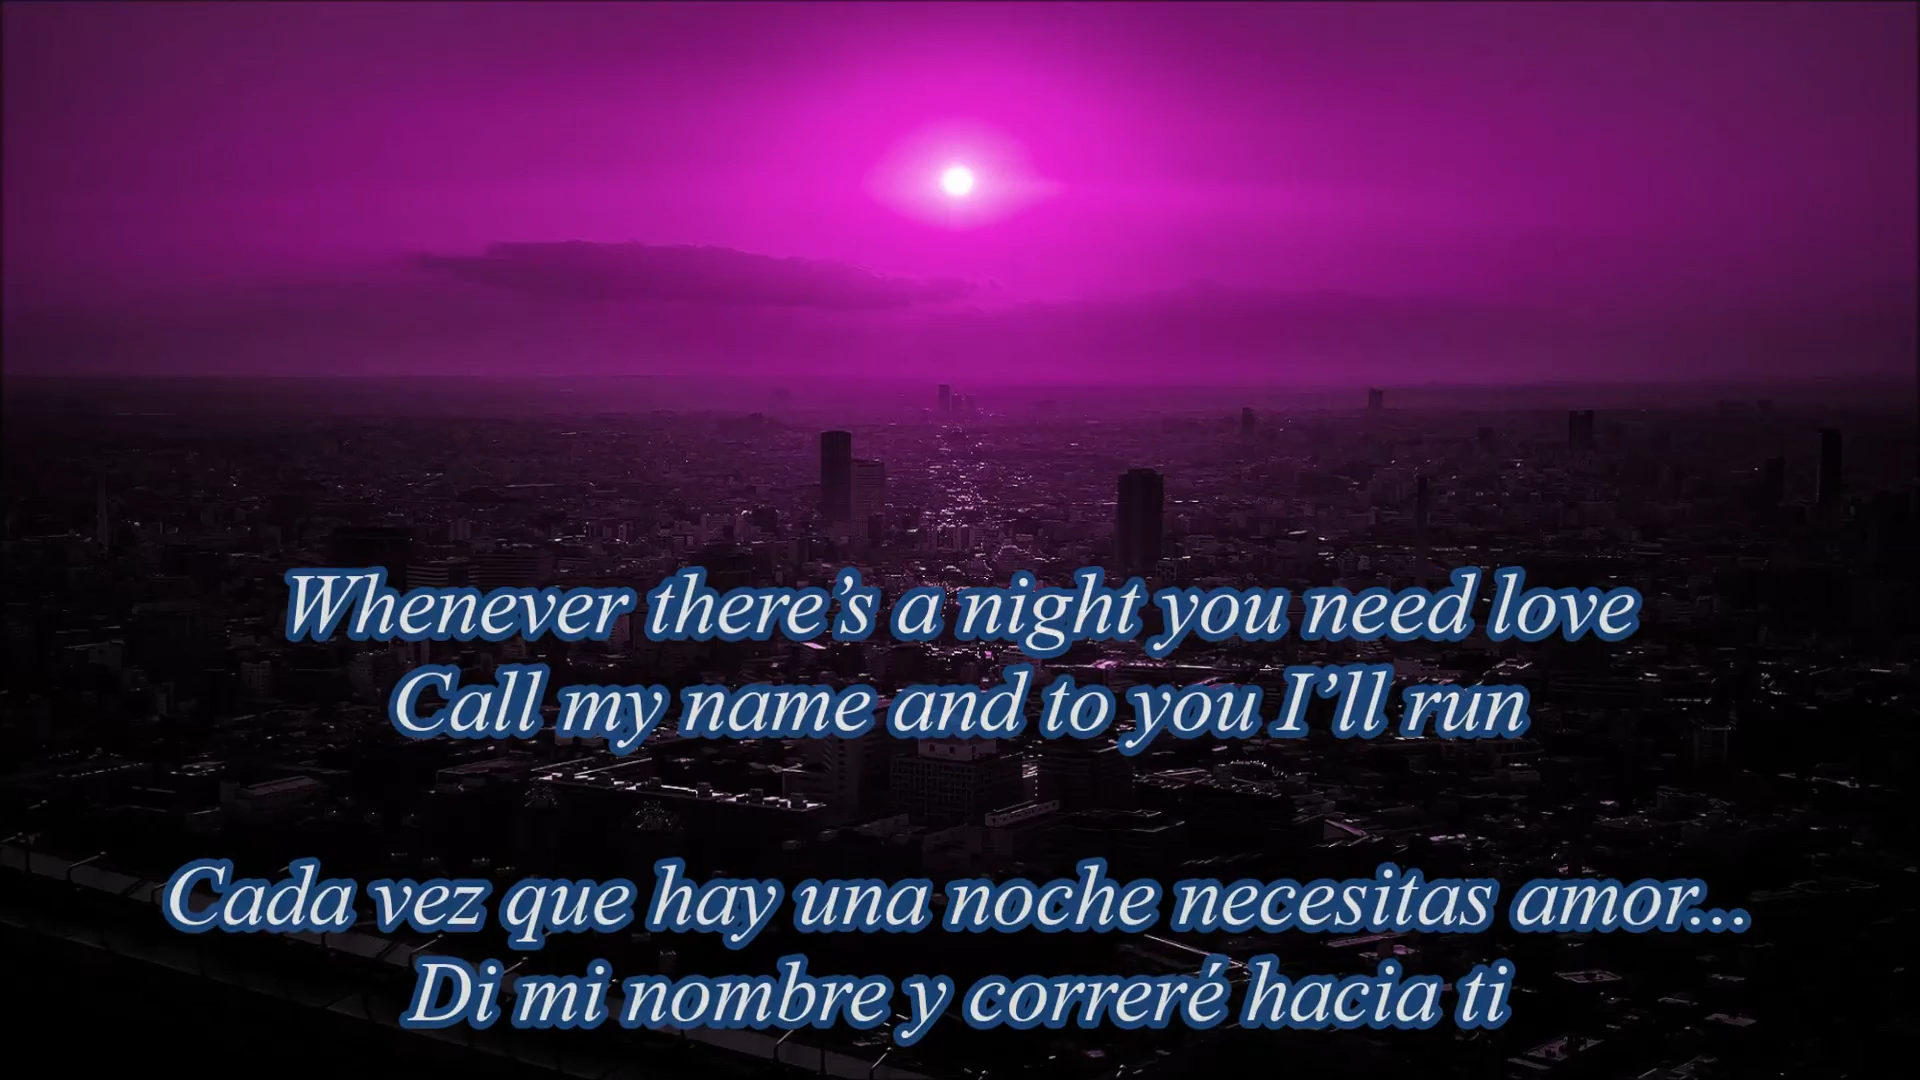 Whenever there’s a night you need love
Call my name and to you I’ll run
Cada vez que hay una noche necesitas amor...
Di mi nombre y correré hacia ti